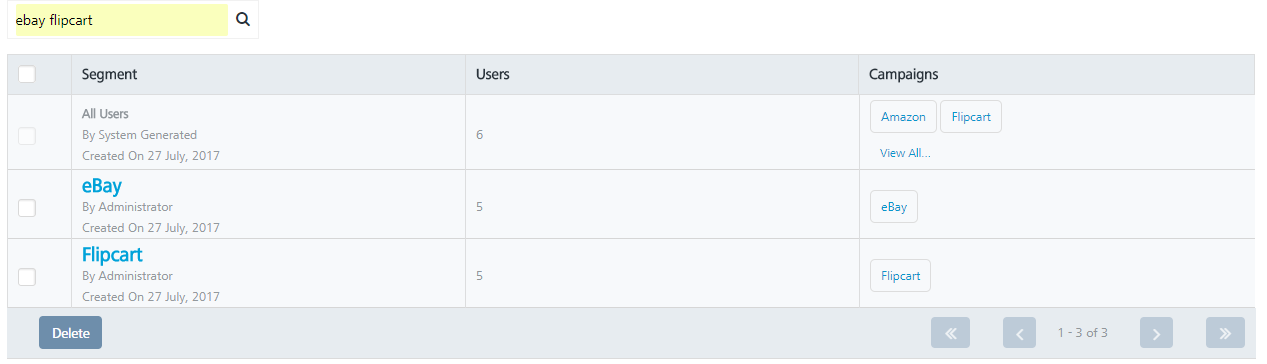 ebay flipcart
Segment Users Campaigns
All Users
By System Generated
Created On 27 July, 2017
6
Amazon Flipcart
View All...
eBay
By Administrator
Created On 27 July, 2017
5
eBay
Flipcart
By Administrator
Created On 27 July, 2017
5
Flipcart
Delete 1 - 3 of 3